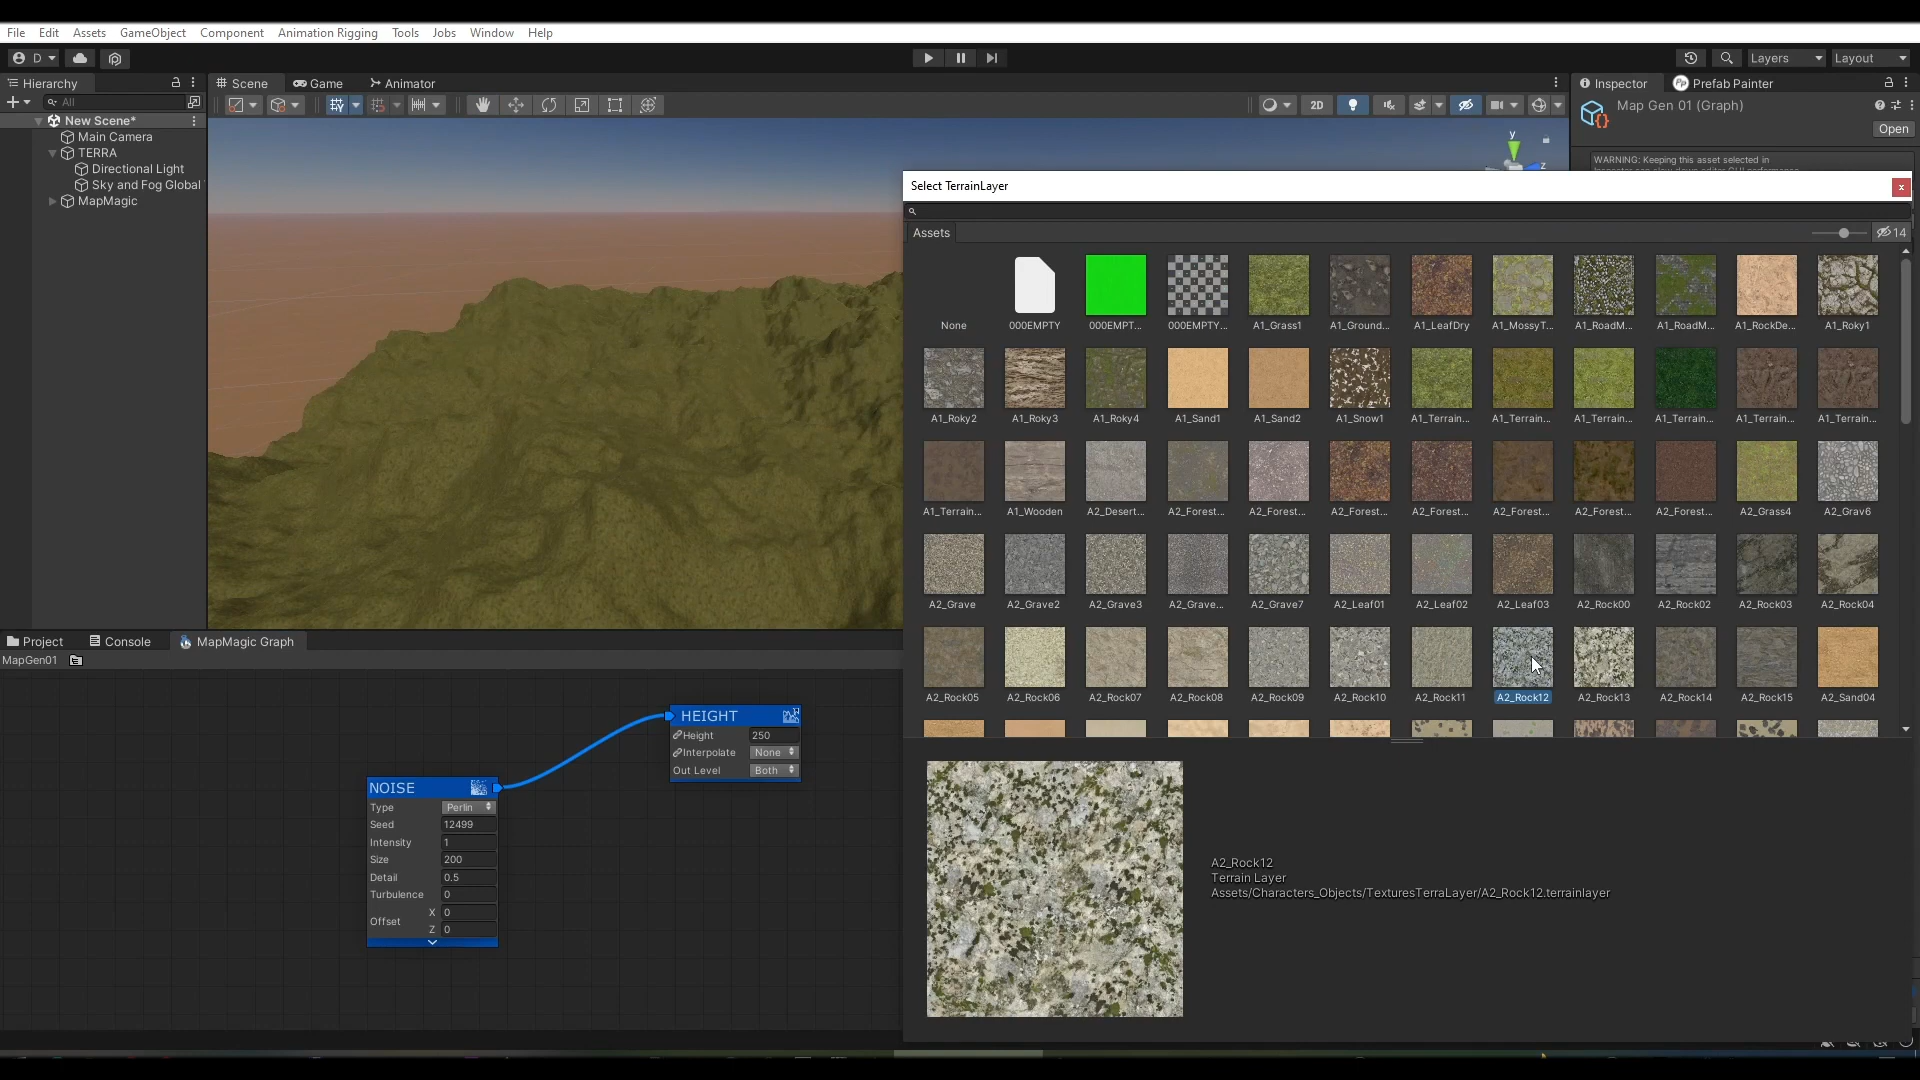 File Edit Assets GameObject Component Animation Rigging Tools Jobs Window Help
D
Layers Layout
Hierarchy
Scene Game Animator
Inspector Prefab Painter
All
2D
Map Gen 01 (Graph)
Open
WARNING: Keeping this asset selected in
New Scene*
Main Camera
TERRA
Directional Light
Sky and Fog Global
MapMagic
y
z
Select TerrainLayer
Assets
14
None 000EMPTY 000EMPT... 000EMPTY... A1_Grass1 A1_Ground... A1_LeafDry A1_MossyT... A1_RoadM... A1_RoadM... A1_RockDe... A1_Roky1
A1_Roky2 A1_Roky3 A1_Roky4 A1_Sand1 A1_Sand2 A1_Snow1 A1_Terrain... A1_Terrain... A1_Terrain... A1_Terrain... A1_Terrain... A1_Terrain...
A1_Terrain... A1_Wooden A2_Desert... A2_Forest... A2_Forest... A2_Forest... A2_Forest... A2_Forest... A2_Forest... A2_Forest... A2_Grass4 A2_Grav6
A2_Grave A2_Grave2 A2_Grave3 A2_Grave... A2_Grave7 A2_Leaf01 A2_Leaf02 A2_Leaf03 A2_Rock00 A2_Rock02 A2_Rock03 A2_Rock04
A2_Rock05 A2_Rock06 A2_Rock07 A2_Rock08 A2_Rock09 A2_Rock10 A2_Rock11 A2_Rock12 A2_Rock13 A2_Rock14 A2_Rock15 A2_Sand04
A2_Rock12
Terrain Layer
Assets/Characters_Objects/TexturesTerraLayer/A2_Rock12.terrainlayer
Project Console MapMagic Graph
MapGen01
HEIGHT
Height 250
Interpolate None
Out Level Both
NOISE
Type Perlin
Seed 12499
Intensity 1
Size 200
Detail 0.5
Turbulence 0
Offset X 0
Z 0